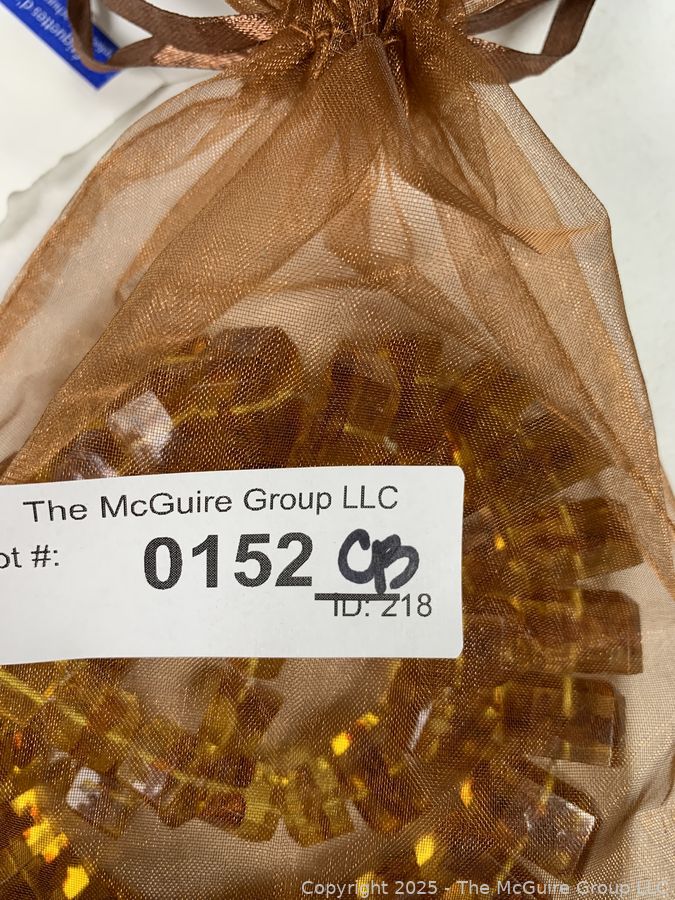 The McGuire Group LLC
ot #:
0152 CB
ID: 218
Copyright 2025 - The McGuire Group LLC